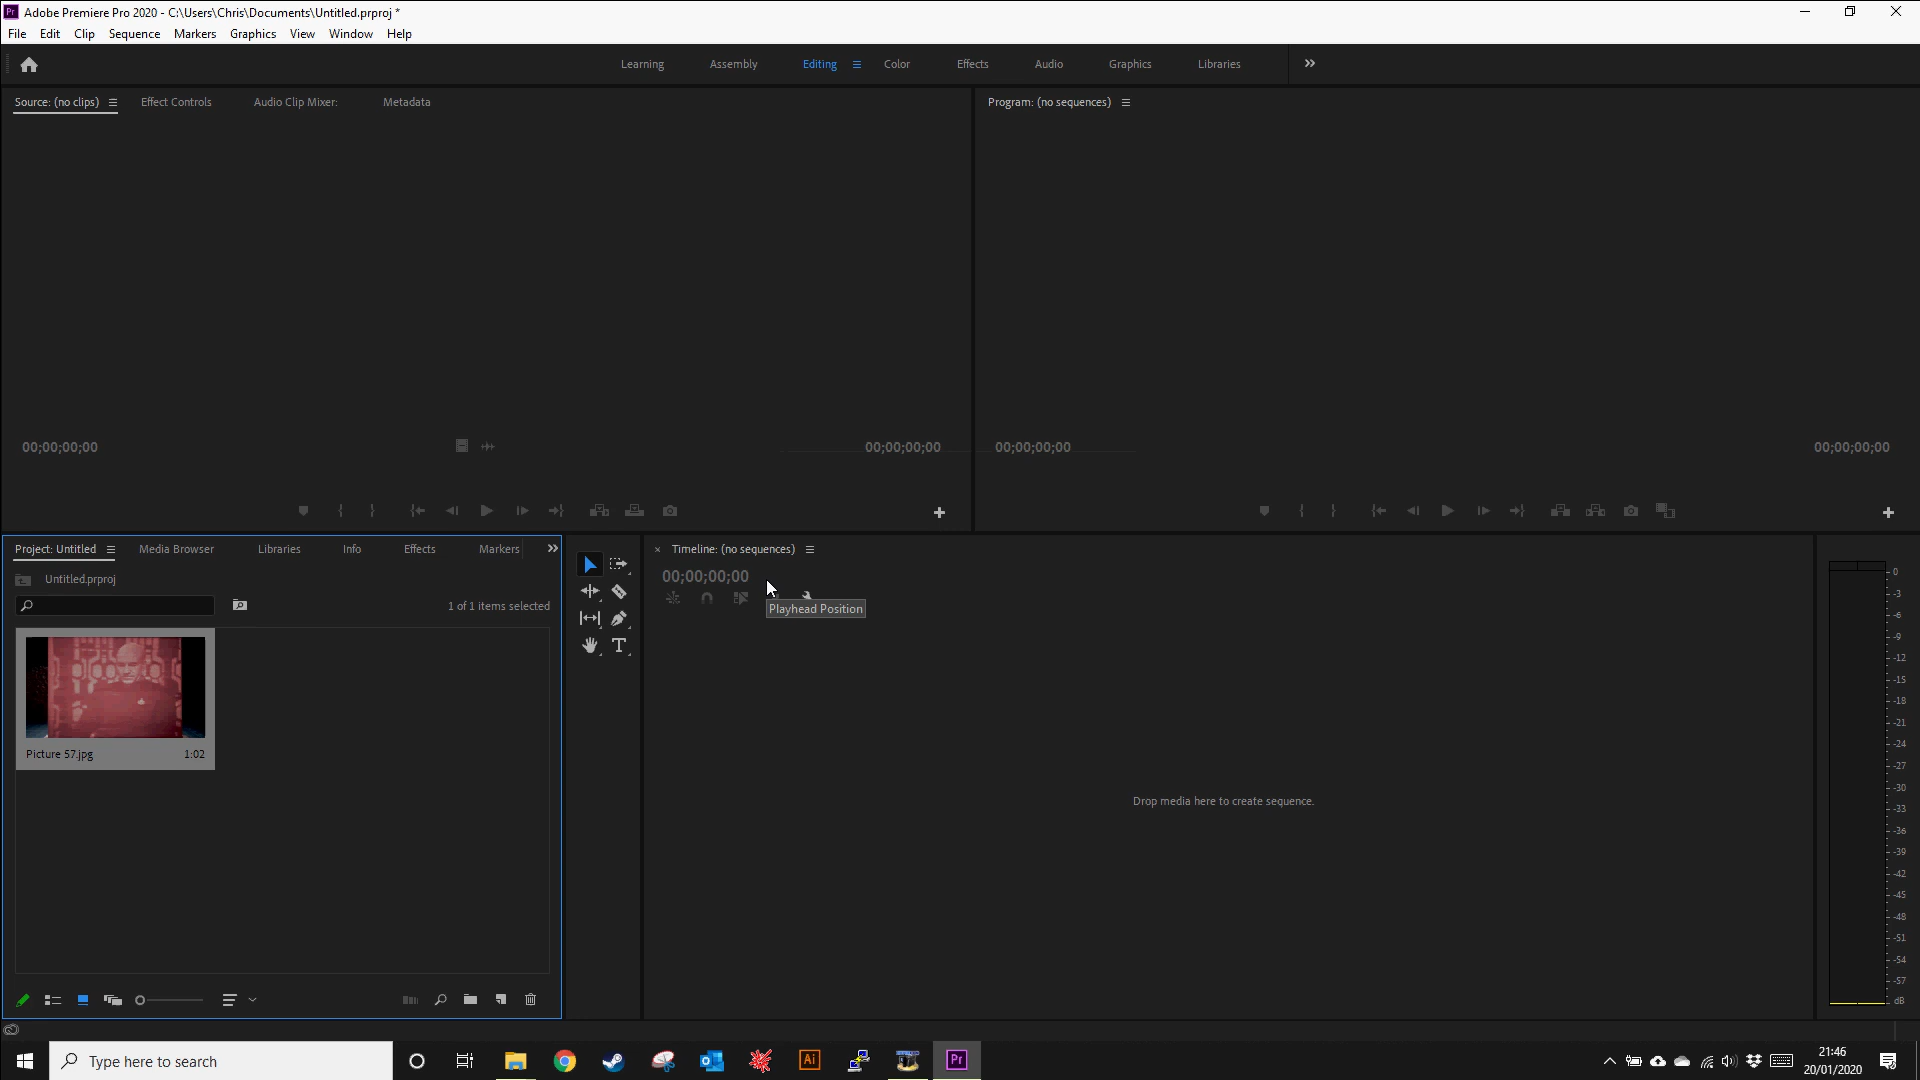 Adobe Premiere Pro 2020 - C:\Users\Chris\Documents\Untitled.prproj *
File Edit Clip Sequence Markers Graphics View Window Help
Learning Assembly Editing Color Effects Audio Graphics Libraries
Source: (no clips) Effect Controls Audio Clip Mixer: Metadata
Program: (no sequences)
00;00;00;00 00;00;00;00
00;00;00;00 00;00;00;00
Project: Untitled Media Browser Libraries Info Effects Markers
Untitled.prproj
1 of 1 items selected
Picture 57.jpg 1:02
Timeline: (no sequences)
00;00;00;00
Playhead Position
Drop media here to create sequence.
0
-3
-6
-9
-12
-15
-18
-21
-24
-27
-30
-33
-36
-39
-42
-45
-48
-51
-54
-57
dB
Type here to search
21:46
20/01/2020